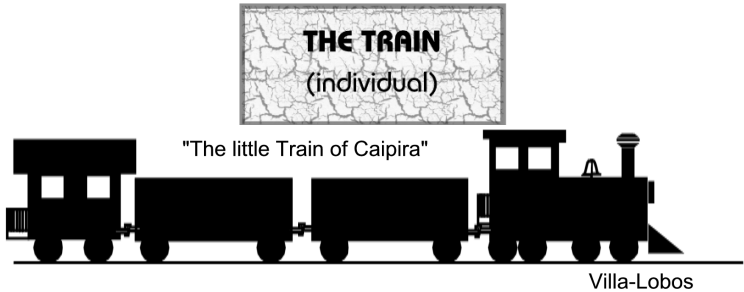 THE TRAIN
(individual)
"The little Train of Caipira"
Villa-Lobos